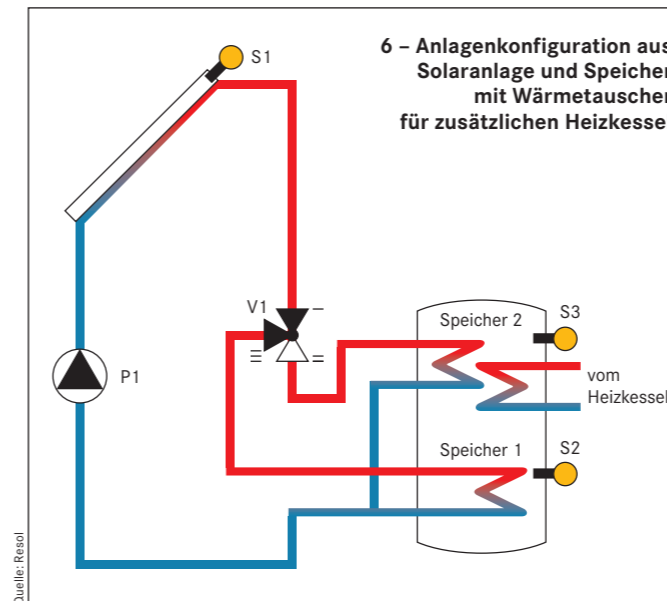 6 – Anlagenkonfiguration aus
Solaranlage und Speicher
mit Wärmetauscher
für zusätzlichen Heizkessel
S1
V1
P1
Speicher 2
S3
vom
Heizkessel
Speicher 1
S2
Quelle: Resol